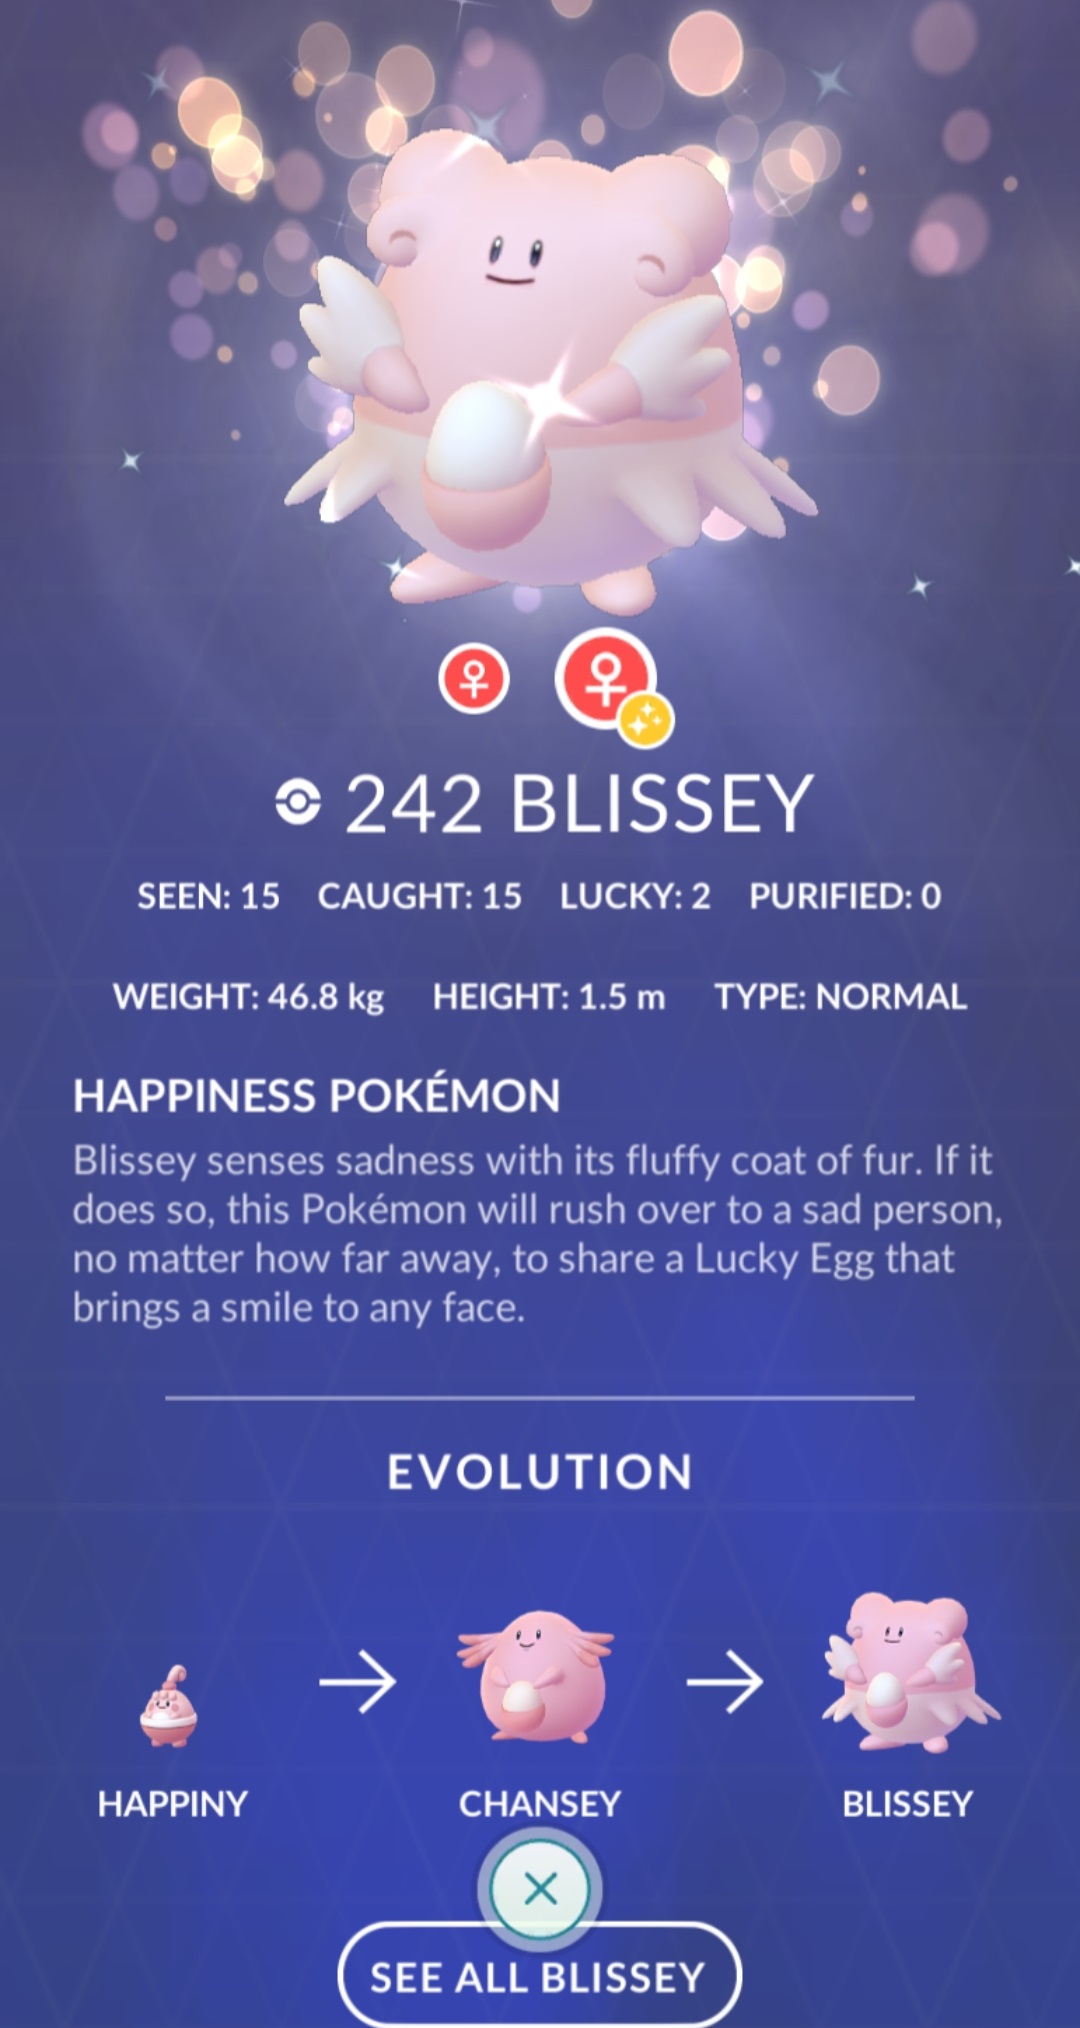 242 BLISSEY
SEEN: 15 CAUGHT: 15 LUCKY: 2 PURIFIED: 0
WEIGHT: 46.8 kg HEIGHT: 1.5 m TYPE: NORMAL
HAPPINESS POKÉMON
Blissey senses sadness with its fluffy coat of fur. If it
does so, this Pokémon will rush over to a sad person,
no matter how far away, to share a Lucky Egg that
brings a smile to any face.
EVOLUTION
HAPPINY CHANSEY BLISSEY
SEE ALL BLISSEY